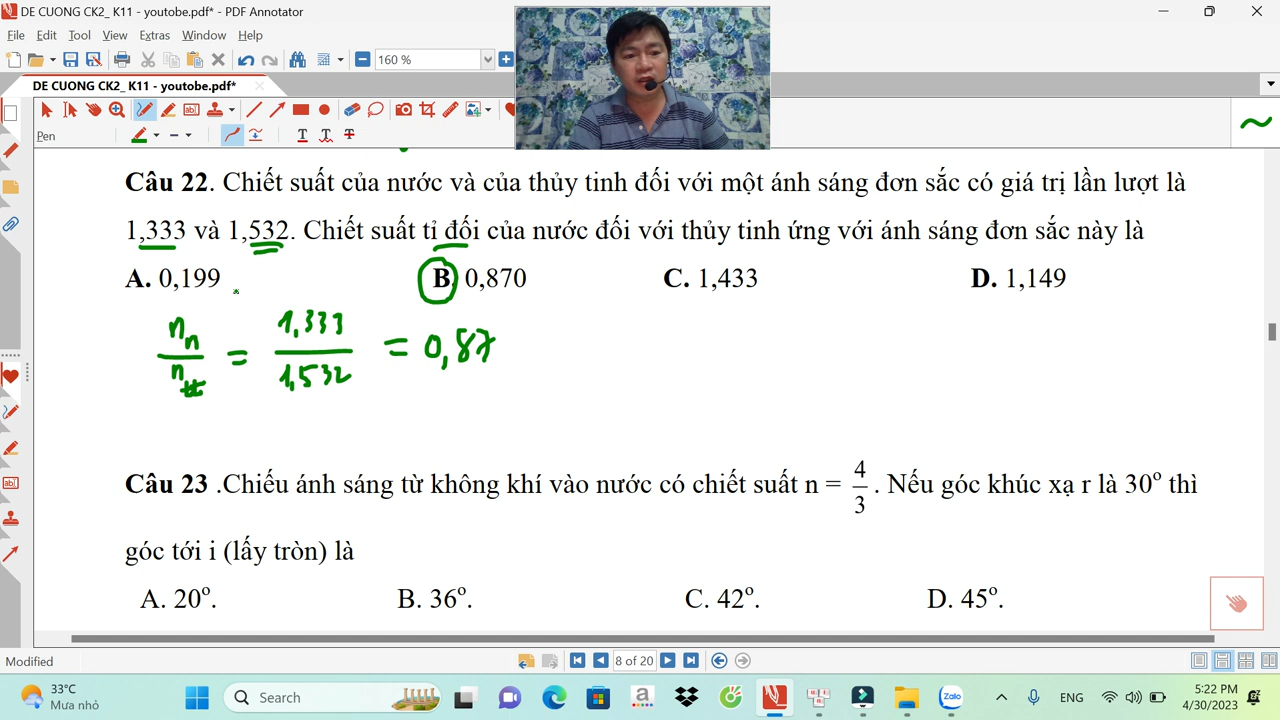 DE CUONG CK2_ K11 - youtobe.pdf* - PDF Annotator
File Edit Tool View Extras Window Help
160 %
DE CUONG CK2_ K11 - youtobe.pdf*
Pen
Câu 22. Chiết suất của nước và của thủy tinh đối với một ánh sáng đơn sắc có giá trị lần lượt là
1,333 và 1,532. Chiết suất tỉ đối của nước đối với thủy tinh ứng với ánh sáng đơn sắc này là
A. 0,199 B. 0,870 C. 1,433 D. 1,149
n_n / n_tt = 1,333 / 1,532 = 0,87
Câu 23 .Chiếu ánh sáng từ không khí vào nước có chiết suất n = 4/3. Nếu góc khúc xạ r là 30° thì
góc tới i (lấy tròn) là
A. 20°. B. 36°. C. 42°. D. 45°.
Modified 8 of 20
33°C
Mưa nhỏ
Search
Zalo
ENG
5:22 PM
4/30/2023